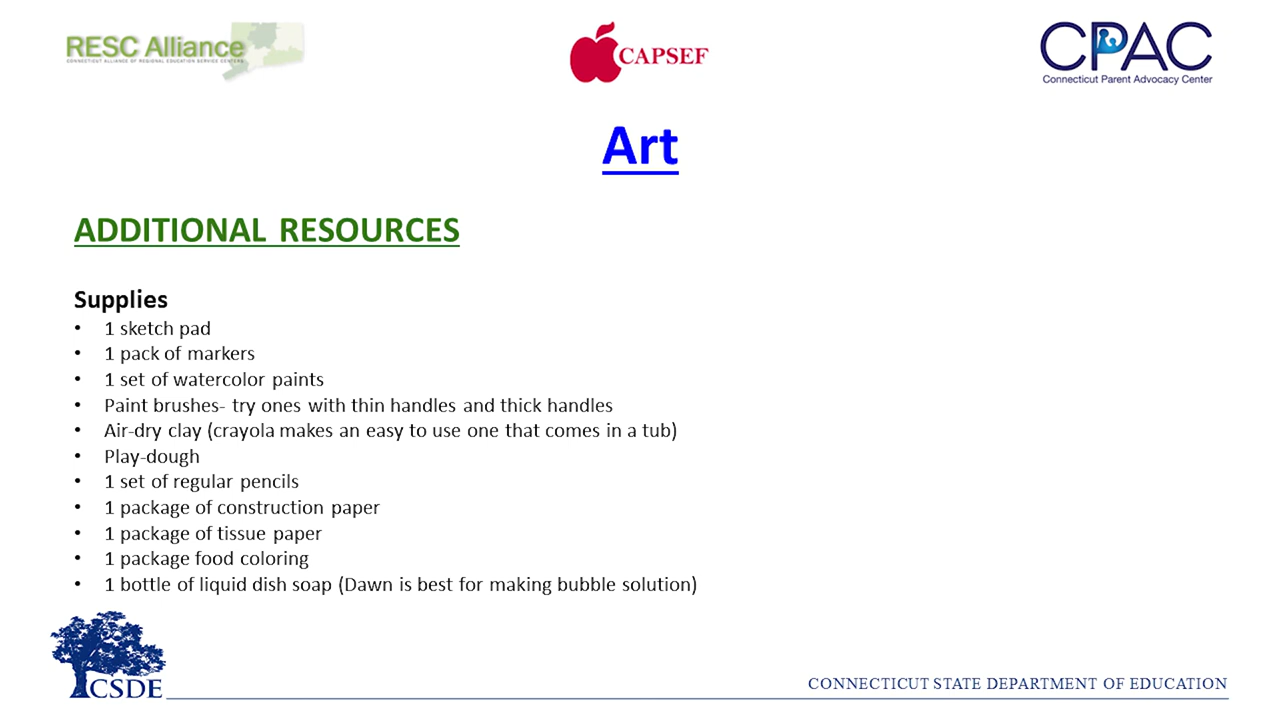 RESC Alliance
CONNECTICUT ALLIANCE OF REGIONAL EDUCATION SERVICE CENTERS
CAPSEF
CPAC
Connecticut Parent Advocacy Center
Art
ADDITIONAL RESOURCES
Supplies
• 1 sketch pad
• 1 pack of markers
• 1 set of watercolor paints
• Paint brushes- try ones with thin handles and thick handles
• Air-dry clay (crayola makes an easy to use one that comes in a tub)
• Play-dough
• 1 set of regular pencils
• 1 package of construction paper
• 1 package of tissue paper
• 1 package food coloring
• 1 bottle of liquid dish soap (Dawn is best for making bubble solution)
CSDE
CONNECTICUT STATE DEPARTMENT OF EDUCATION